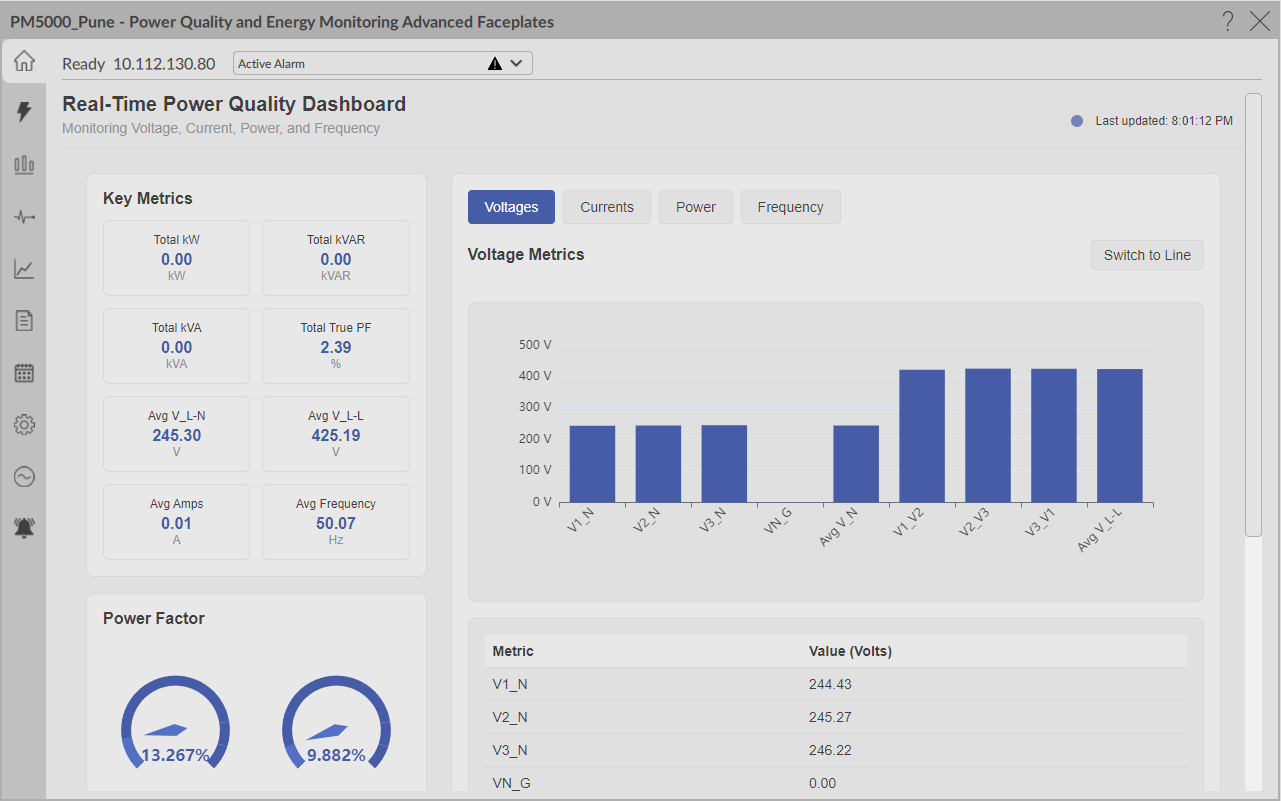 PM5000_Pune - Power Quality and Energy Monitoring Advanced Faceplates
Ready 10.112.130.80 Active Alarm
Real-Time Power Quality Dashboard
Monitoring Voltage, Current, Power, and Frequency
Last updated: 8:01:12 PM
Key Metrics
Total kW
0.00
kW
Total kVAR
0.00
kVAR
Total kVA
0.00
kVA
Total True PF
2.39
%
Avg V_L-N
245.30
V
Avg V_L-L
425.19
V
Avg Amps
0.01
A
Avg Frequency
50.07
Hz
Power Factor
13.267%
9.882%
Voltages Currents Power Frequency
Voltage Metrics
Switch to Line
500 V
400 V
300 V
200 V
100 V
0 V
V1_N
V2_N
V3_N
VN_G
Avg V_N
V1_V2
V2_V3
V3_V1
Avg V_L-L
Metric Value (Volts)
V1_N 244.43
V2_N 245.27
V3_N 246.22
VN_G 0.00